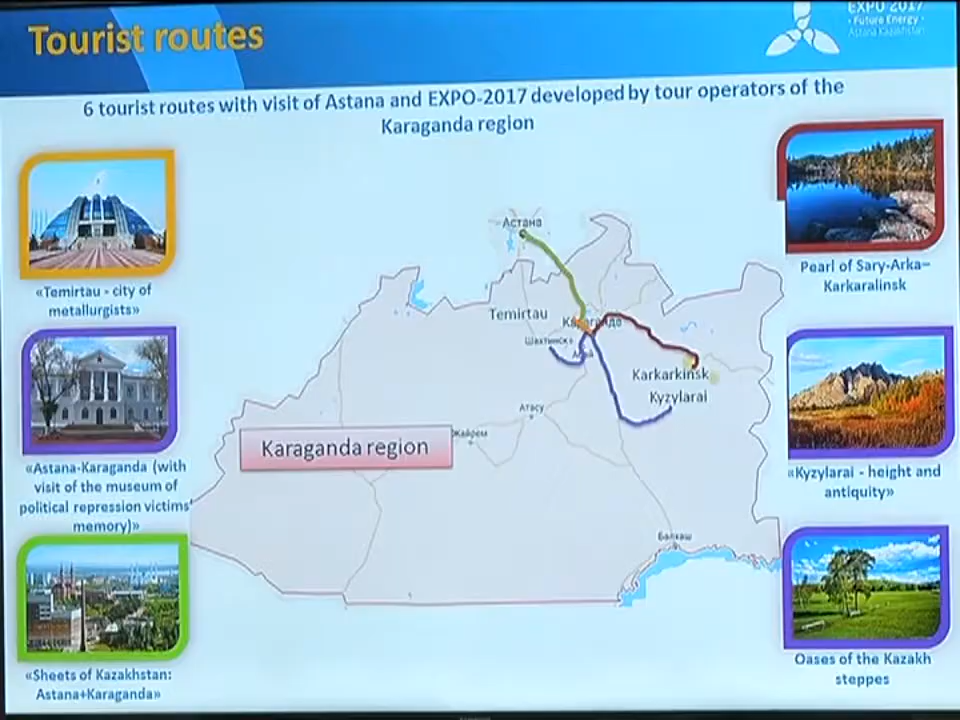 Tourist routes
EXPO 2017
• Future Energy •
Astana Kazakhstan
6 tourist routes with visit of Astana and EXPO-2017 developed by tour operators of the
Karaganda region
«Temirtau - city of
metallurgists»
«Astana-Karaganda (with
visit of the museum of
political repression victims'
memory)»
«Sheets of Kazakhstan:
Astana+Karaganda»
Астана
Temirtau
Караганда
Шахтинск
Абай
Karkarkinsk
Kyzylarai
Атасу
Жайрем
Karaganda region
Балхаш
Pearl of Sary-Arka–
Karkaralinsk
«Kyzylarai - height and
antiquity»
Oases of the Kazakh
steppes